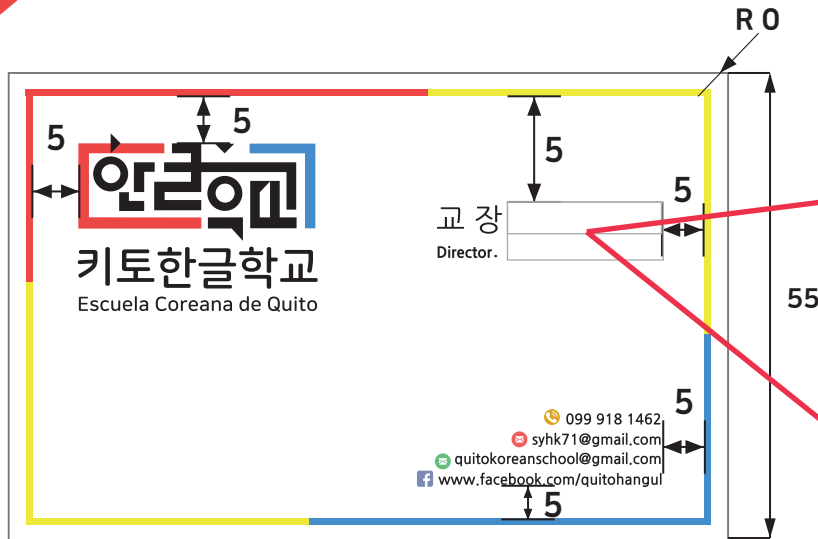 R 0
5
5
5
5
한글학교
키토한글학교
Escuela Coreana de Quito
교 장
Director.
55
5
099 918 1462
syhk71@gmail.com
quitokoreanschool@gmail.com
www.facebook.com/quitohangul
5